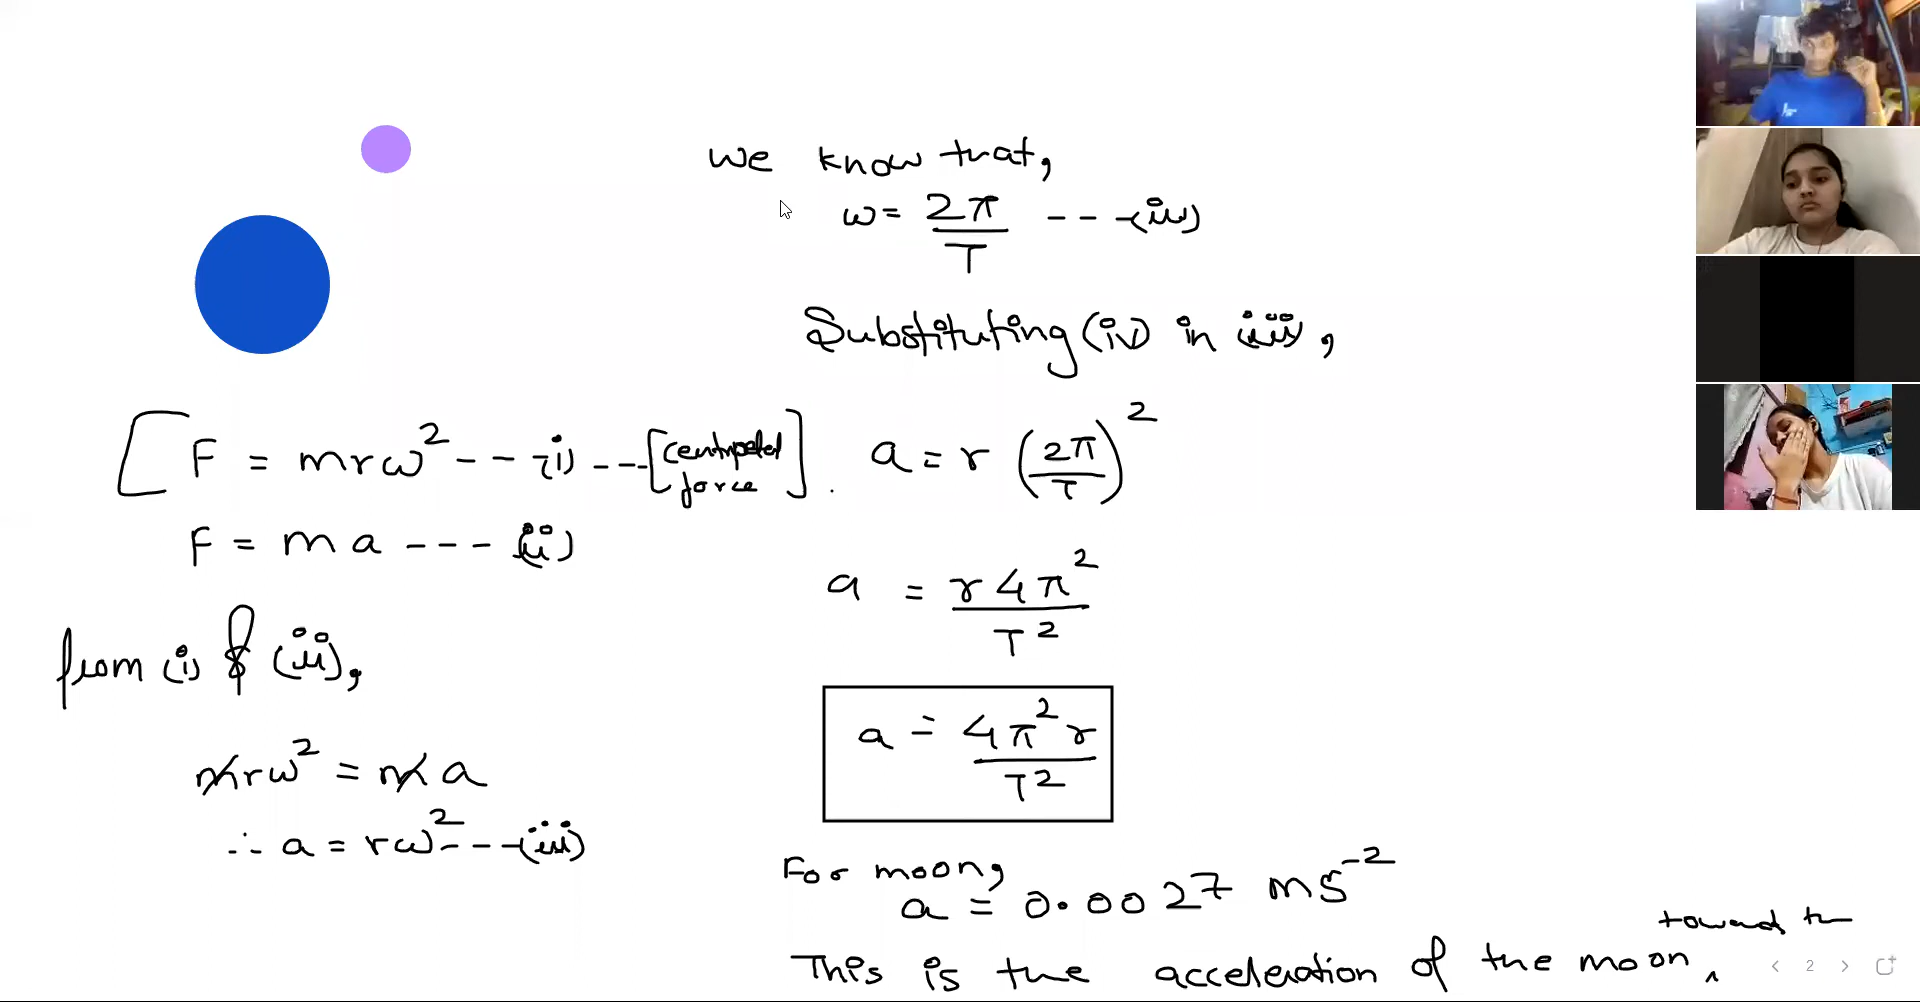 [ F = mrω² -- (i) --- [centripetal force] ] .
F = ma --- (ii)
from (i) & (ii),
mrω² = ma
∴ a = rω² --- (iii)
We know that,
ω = 2π/T --- (iv)
Substituting (iv) in (iii),
a = r (2π/T)²
a = r4π²/T²
a = 4π²r/T²
For moon,
a = 0.0027 ms⁻²
toward the
This is the acceleration of the moon ‸
2